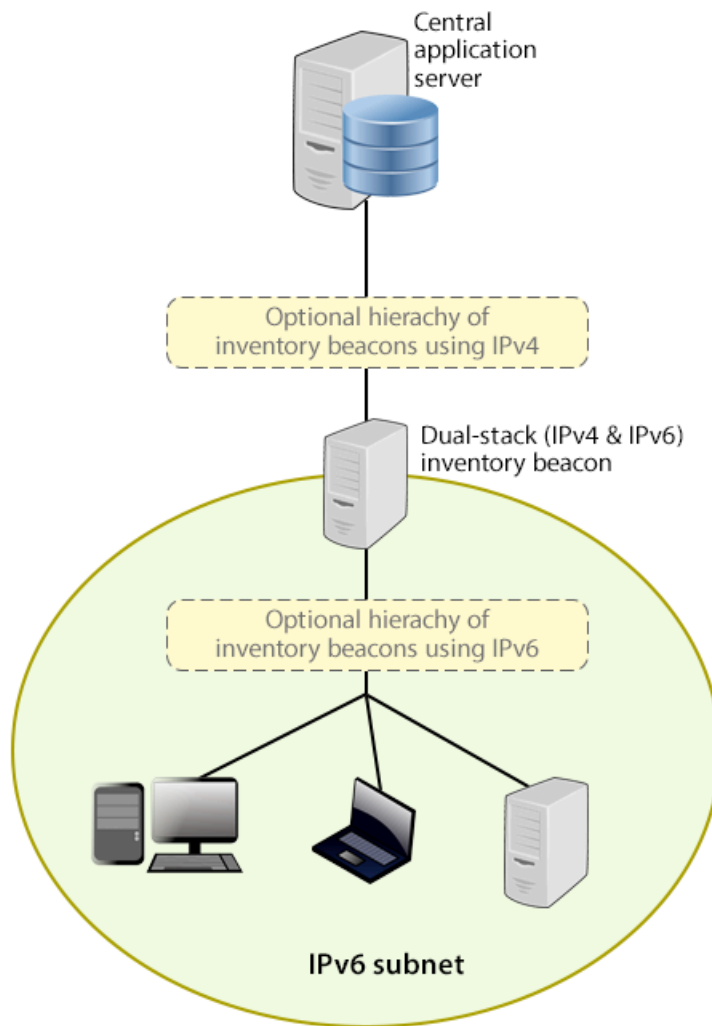 Central
application
server
Optional hierachy of
inventory beacons using IPv4
Dual-stack (IPv4 & IPv6)
inventory beacon
Optional hierachy of
inventory beacons using IPv6
IPv6 subnet